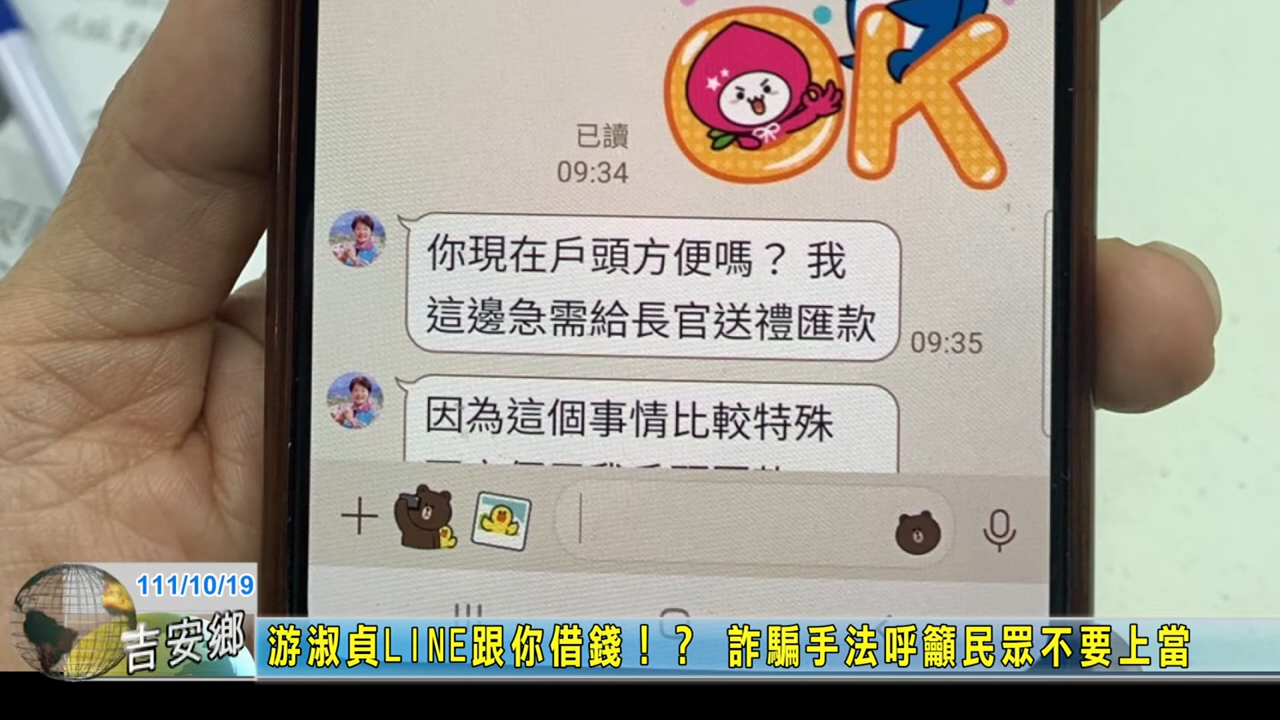 OK
已讀
09:34
你現在戶頭方便嗎？ 我
這邊急需給長官送禮匯款
09:35
因為這個事情比較特殊
111/10/19
吉安鄉
游淑貞LINE跟你借錢！？ 詐騙手法呼籲民眾不要上當